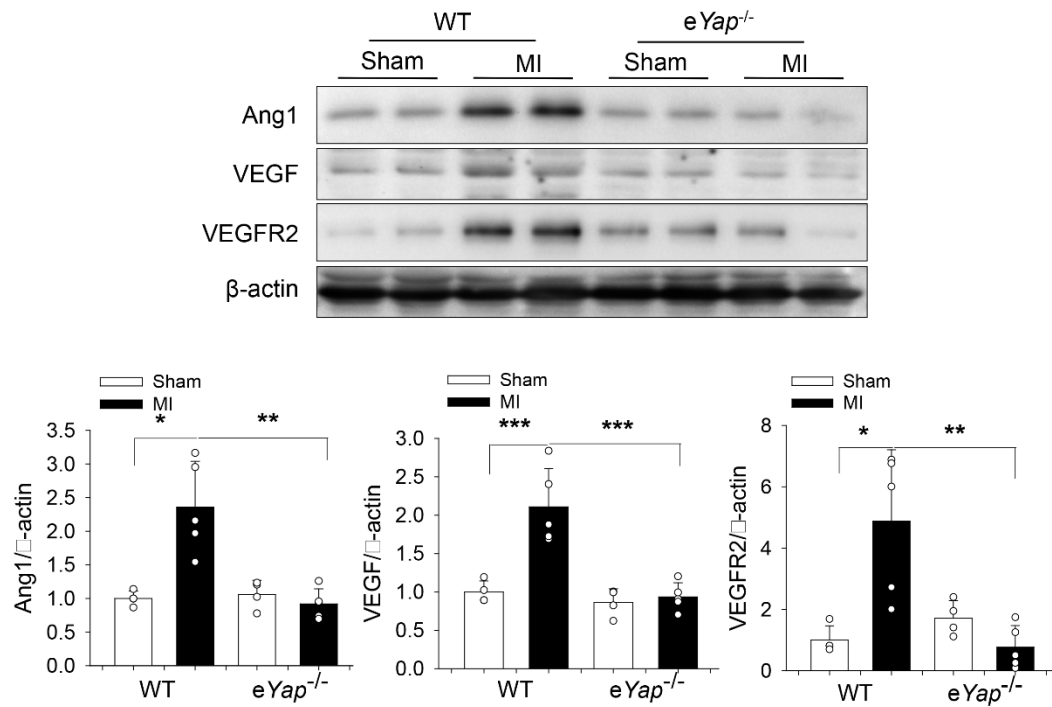 WT eYap-/-
Sham MI Sham MI
Ang1
VEGF
VEGFR2
β-actin
Sham
MI
* **
Ang1/□-actin
3.5
3.0
2.5
2.0
1.5
1.0
0.5
0.0
WT eYap-/-
Sham
MI
*** ***
VEGF/□-actin
3.0
2.5
2.0
1.5
1.0
0.5
0.0
WT eYap-/-
Sham
MI
* **
VEGFR2/□-actin
8
6
4
2
0
WT eYap-/-